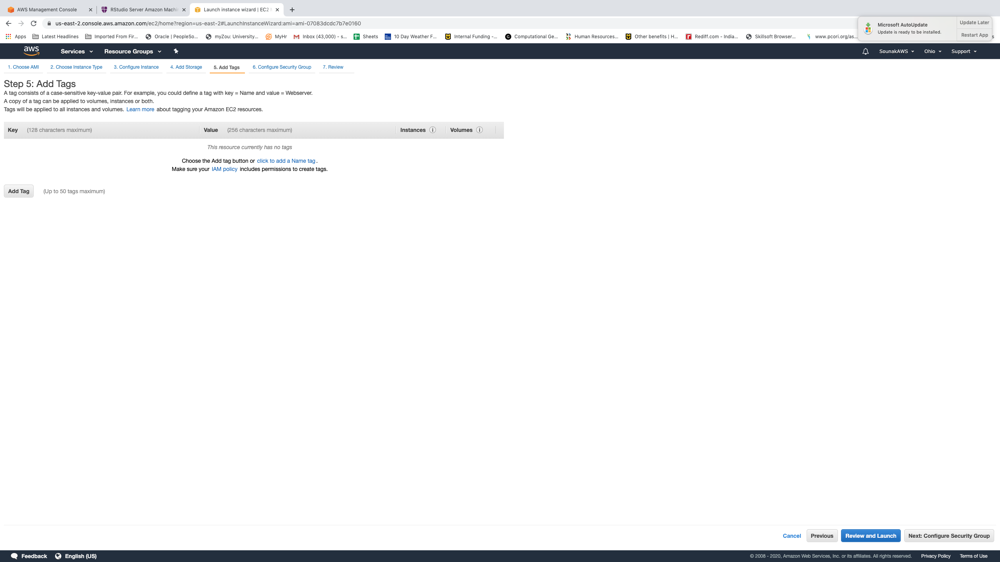 AWS Management Console
RStudio Server Amazon Machi
Launch instance wizard | EC2
us-east-2.console.aws.amazon.com/ec2/home?region=us-east-2#LaunchInstanceWizard:ami=ami-07083dcdc7b7e0160
Microsoft AutoUpdate
Update is ready to be installed.
Update Later
Restart App
Apps Latest Headlines Imported From Fir... Oracle | PeopleSo... myZou: University... MyHr Inbox (43,000) - s... Sheets 10 Day Weather F... Internal Funding -... Computational Ge... Human Resources... Other benefits | H... Rediff.com - India... Skillsoft Browser... www.pcori.org/as...
aws Services Resource Groups SounakAWS Ohio Support
1. Choose AMI 2. Choose Instance Type 3. Configure Instance 4. Add Storage 5. Add Tags 6. Configure Security Group 7. Review
Step 5: Add Tags
A tag consists of a case-sensitive key-value pair. For example, you could define a tag with key = Name and value = Webserver.
A copy of a tag can be applied to volumes, instances or both.
Tags will be applied to all instances and volumes. Learn more about tagging your Amazon EC2 resources.
Key (128 characters maximum) Value (256 characters maximum) Instances i Volumes i
This resource currently has no tags
Choose the Add tag button or click to add a Name tag.
Make sure your IAM policy includes permissions to create tags.
Add Tag (Up to 50 tags maximum)
Cancel Previous Review and Launch Next: Configure Security Group
Feedback English (US) © 2008 - 2020, Amazon Web Services, Inc. or its affiliates. All rights reserved. Privacy Policy Terms of Use